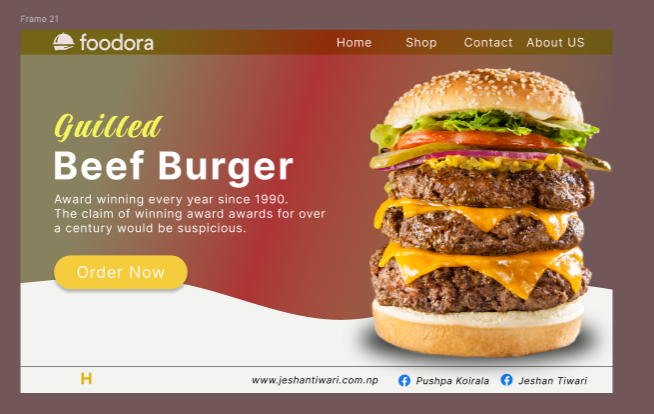 Frame 21
foodora
Home Shop Contact About US
Guilled
Beef Burger
Award winning every year since 1990.
The claim of winning award awards for over
a century would be suspicious.
Order Now
H
www.jeshantiwari.com.np Pushpa Koirala Jeshan Tiwari